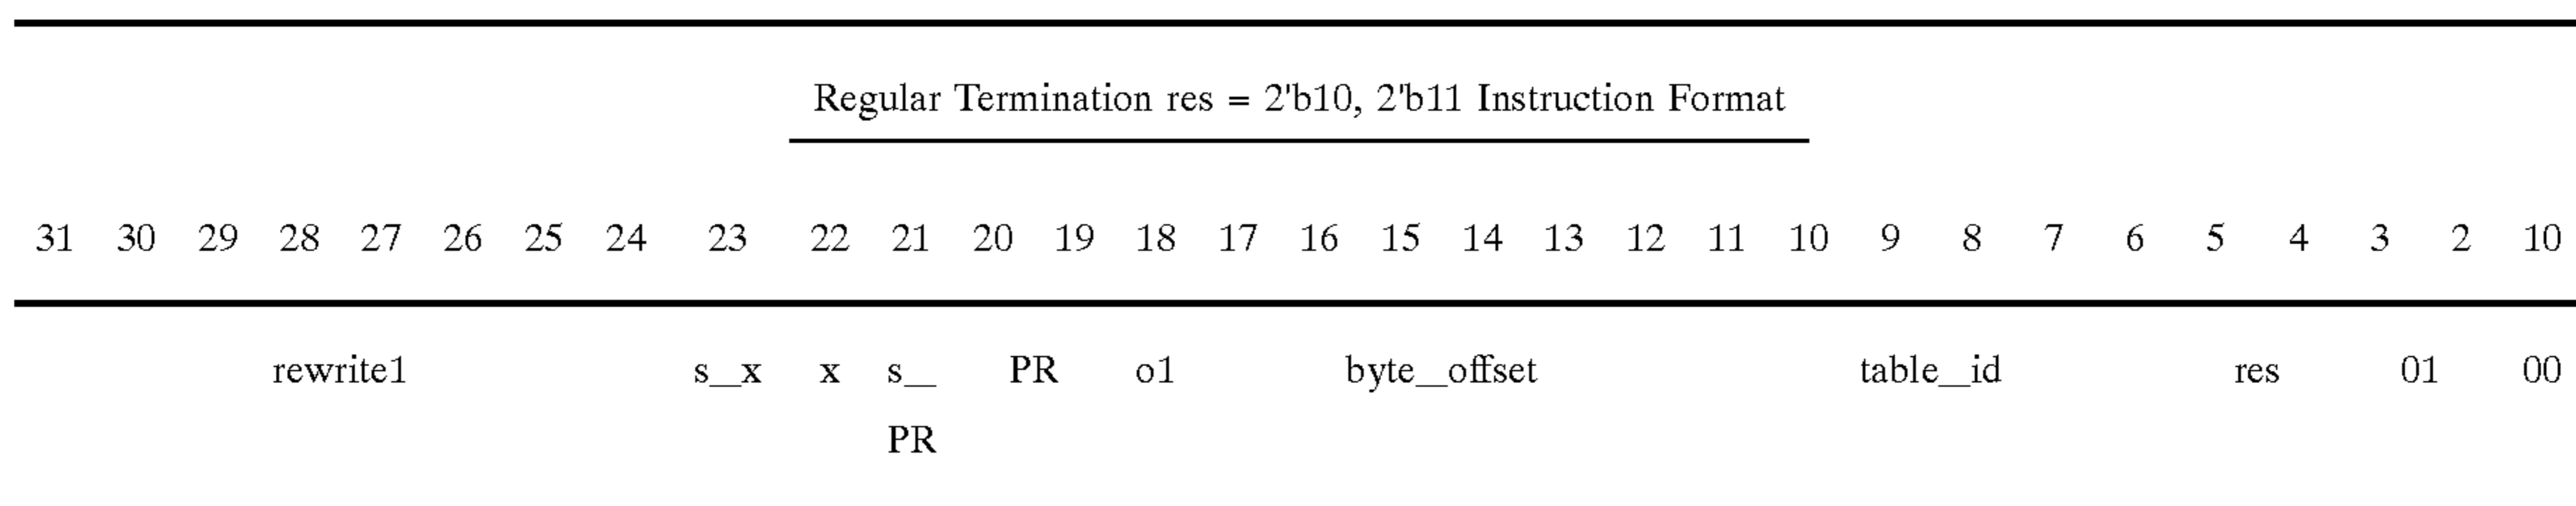 Regular Termination res = 2'b10, 2'b11 Instruction Format
31 30 29 28 27 26 25 24 23 22 21 20 19 18 17 16 15 14 13 12 11 10 9 8 7 6 5 4 3 2 10
rewrite1 s_x x s_ PR o1 byte_offset table_id res 01 00
PR